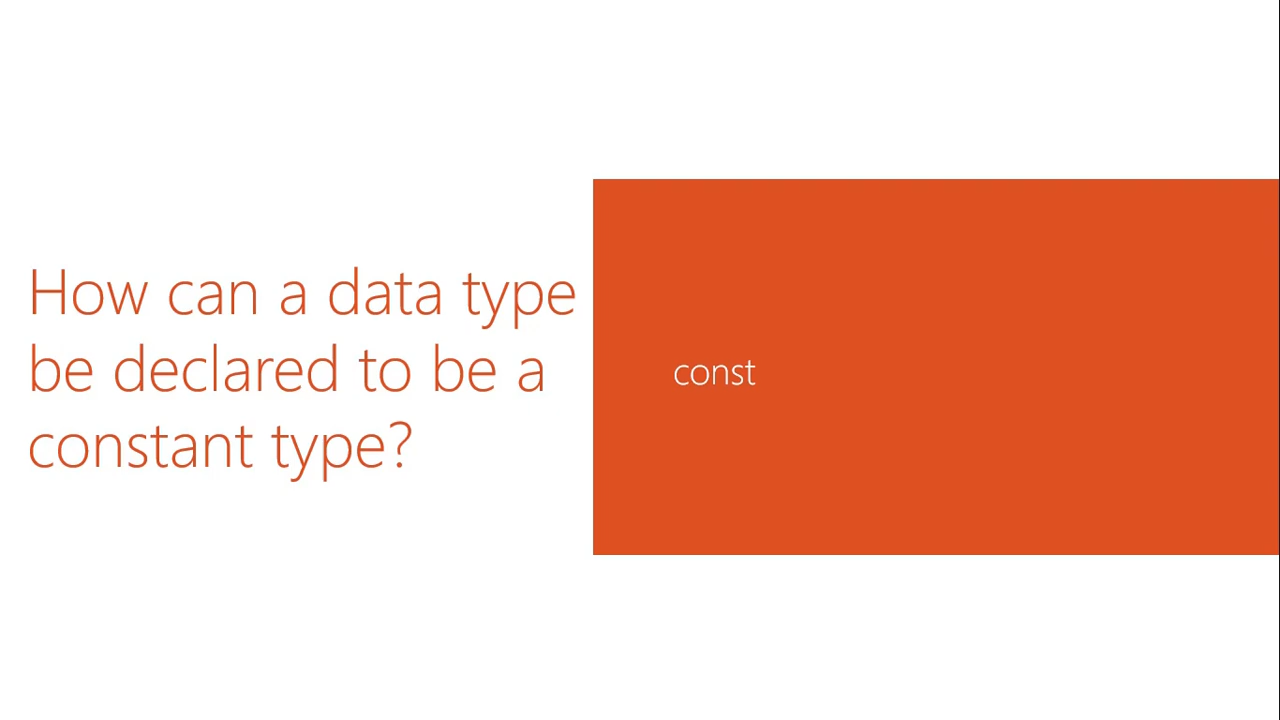 How can a data type
be declared to be a
constant type?
const